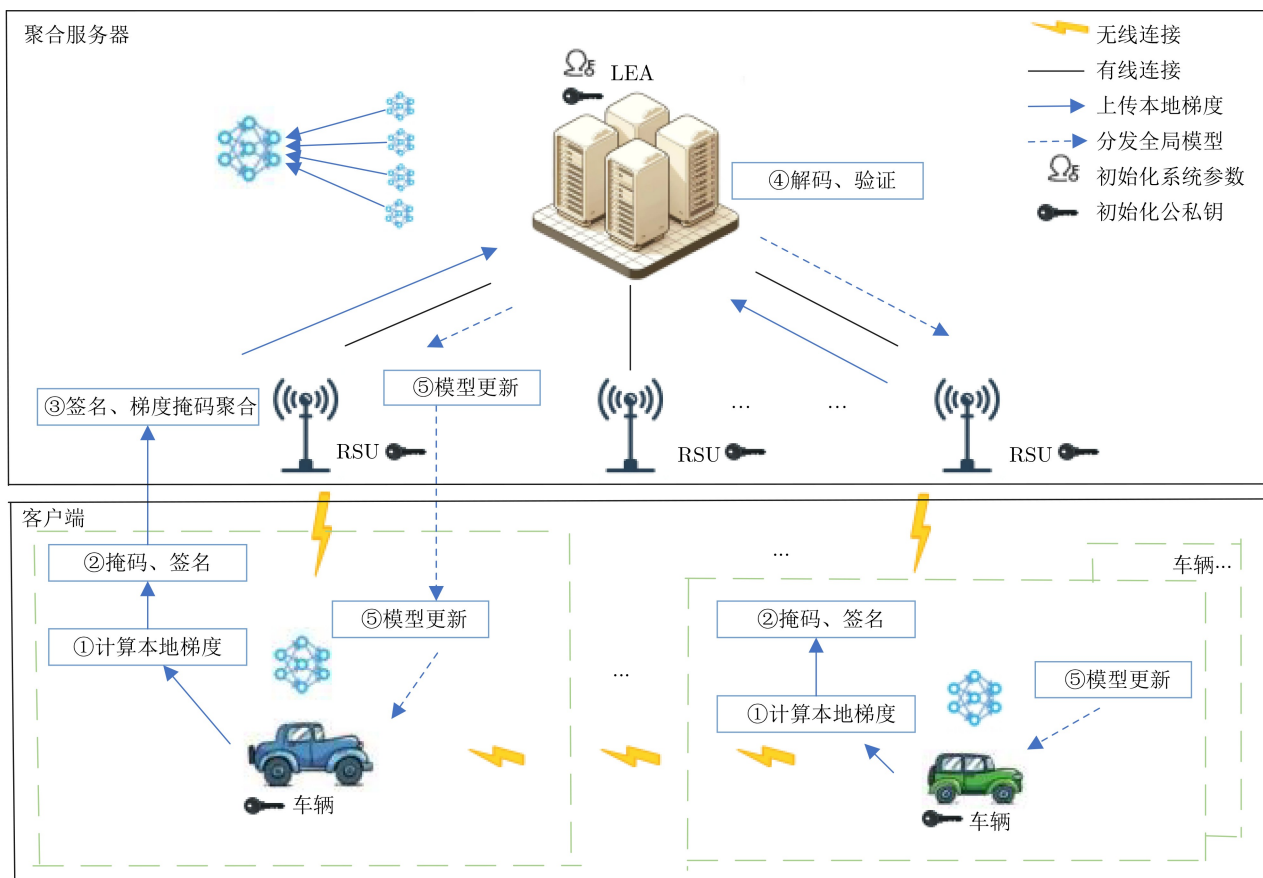 聚合服务器
LEA
无线连接
有线连接
上传本地梯度
分发全局模型
初始化系统参数
初始化公私钥
④解码、验证
③签名、梯度掩码聚合
⑤模型更新
... ...
RSU
RSU
RSU
客户端
②掩码、签名
①计算本地梯度
⑤模型更新
车辆
...
...
车辆...
②掩码、签名
①计算本地梯度
⑤模型更新
车辆